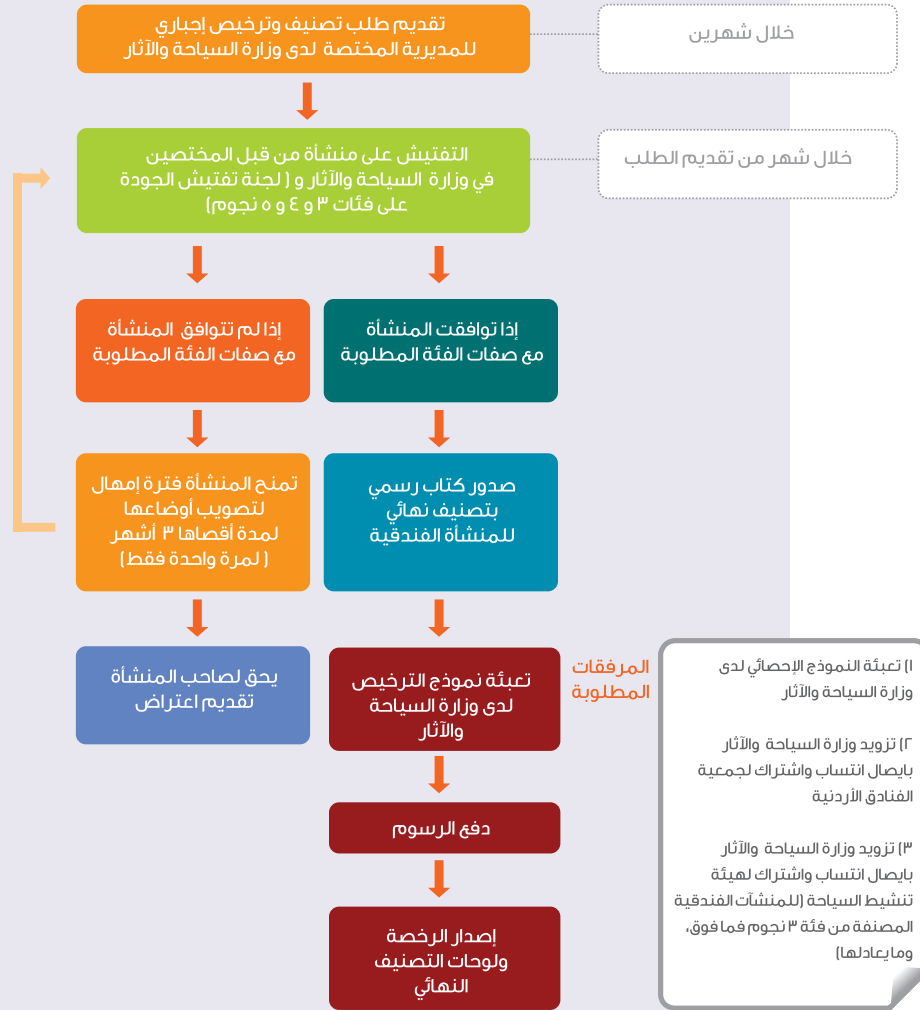 تقديم طلب تصنيف وترخيص إجباري
للمديرية المختصة لدى وزارة السياحة والآثار
خلال شهرين
التفتيش على منشأة من قبل المختصين
في وزارة السياحة والآثار و ( لجنة تفتيش الجودة
على فئات ٣ و ٤ و ٥ نجوم)
خلال شهر من تقديم الطلب
إذا توافقت المنشأة
مع صفات الفئة المطلوبة
إذا لم تتوافق المنشأة
مع صفات الفئة المطلوبة
صدور كتاب رسمي
بتصنيف نهائي
للمنشأة الفندقية
تمنح المنشأة فترة إمهال
لتصويب أوضاعها
لمدة أقصاها ٣ أشهر
( لمرة واحدة فقط)
تعبئة نموذج الترخيص
لدى وزارة السياحة
والآثار
يحق لصاحب المنشأة
تقديم اعتراض
المرفقات
المطلوبة
١) تعبئة النموذج الإحصائي لدى
وزارة السياحة والآثار
٢) تزويد وزارة السياحة والآثار
بايصال انتساب واشتراك لجمعية
الفنادق الأردنية
٣) تزويد وزارة السياحة والآثار
بايصال انتساب واشتراك لهيئة
تنشيط السياحة (للمنشآت الفندقية
المصنفة من فئة ٣ نجوم فما فوق،
ومايعادلها)
دفع الرسوم
إصدار الرخصة
ولوحات التصنيف
النهائي